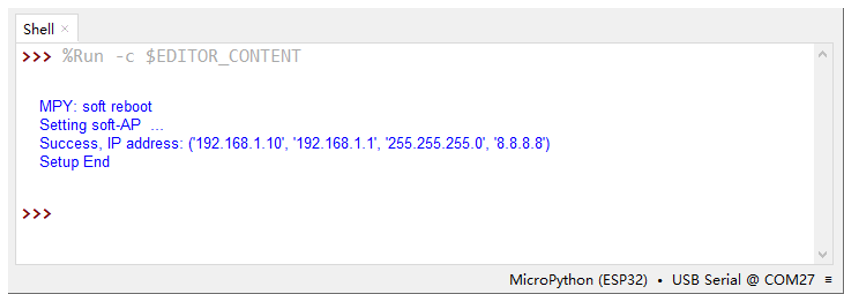 Shell ×
>>> %Run -c $EDITOR_CONTENT
MPY: soft reboot
Setting soft-AP ...
Success, IP address: ('192.168.1.10', '192.168.1.1', '255.255.255.0', '8.8.8.8')
Setup End
>>>
MicroPython (ESP32) • USB Serial @ COM27 ≡